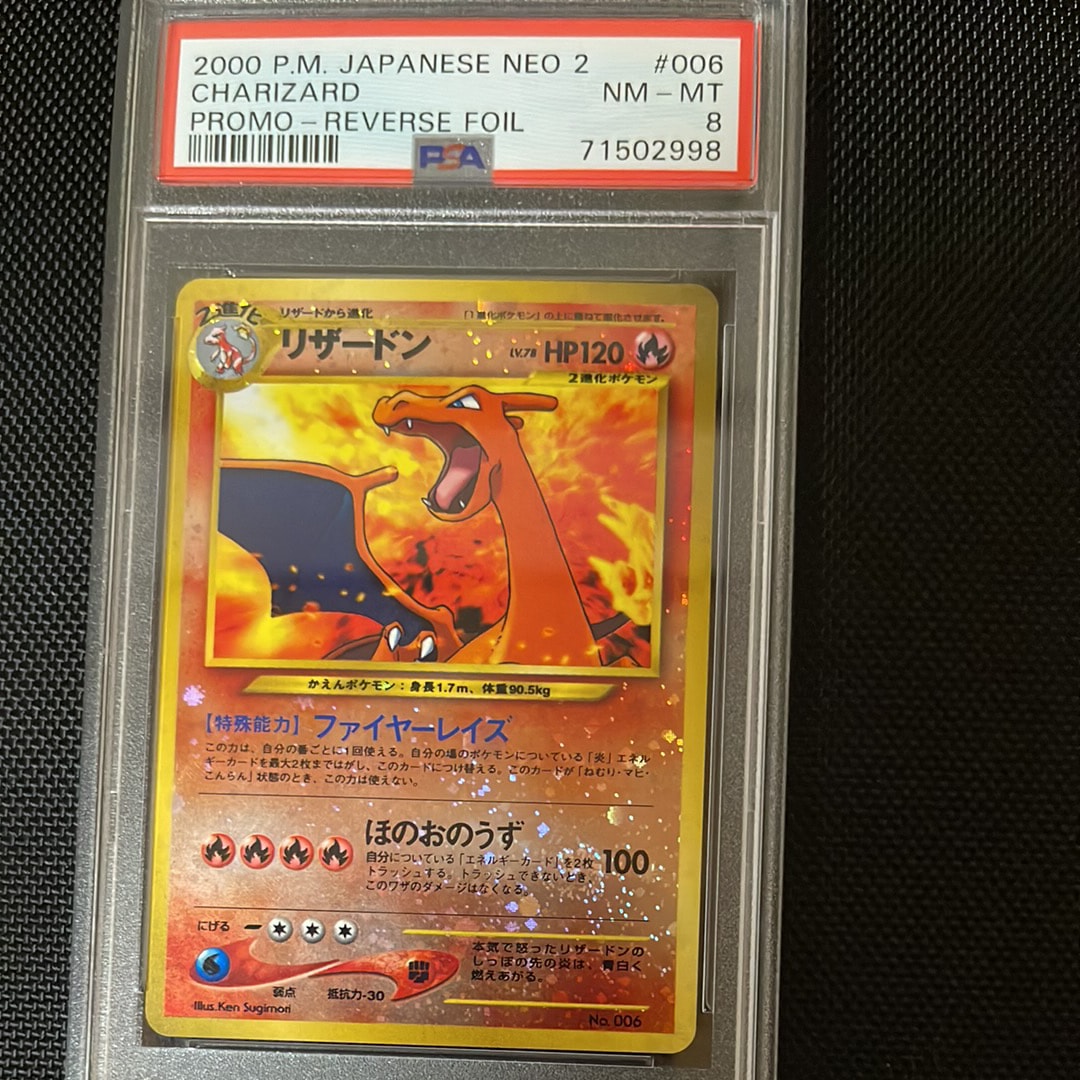 2000 P.M. JAPANESE NEO 2 #006
CHARIZARD NM - MT
PROMO - REVERSE FOIL 8
PSA 71502998
2進化 リザードから進化 「1進化ポケモン」の上に重ねて進化させます。
リザードン LV.78 HP120
2進化ポケモン
かえんポケモン：身長1.7m、体重90.5kg
【特殊能力】ファイヤーレイズ
この力は、自分の番ごとに1回使える。自分の場のポケモンについている「炎」エネル
ギーカードを最大2枚まではがし、このカードにつけ替える。このカードが「ねむり・マヒ・
こんらん」状態のとき、この力は使えない。
ほのおのうず
自分についている「エネルギーカード」を2枚 100
トラッシュする。トラッシュできないとき、
このワザのダメージはなくなる。
にげる
本気で怒ったリザードンの
しっぽの先の炎は、青白く
燃えあがる。
弱点 抵抗力-30
Illus. Ken Sugimori
No. 006